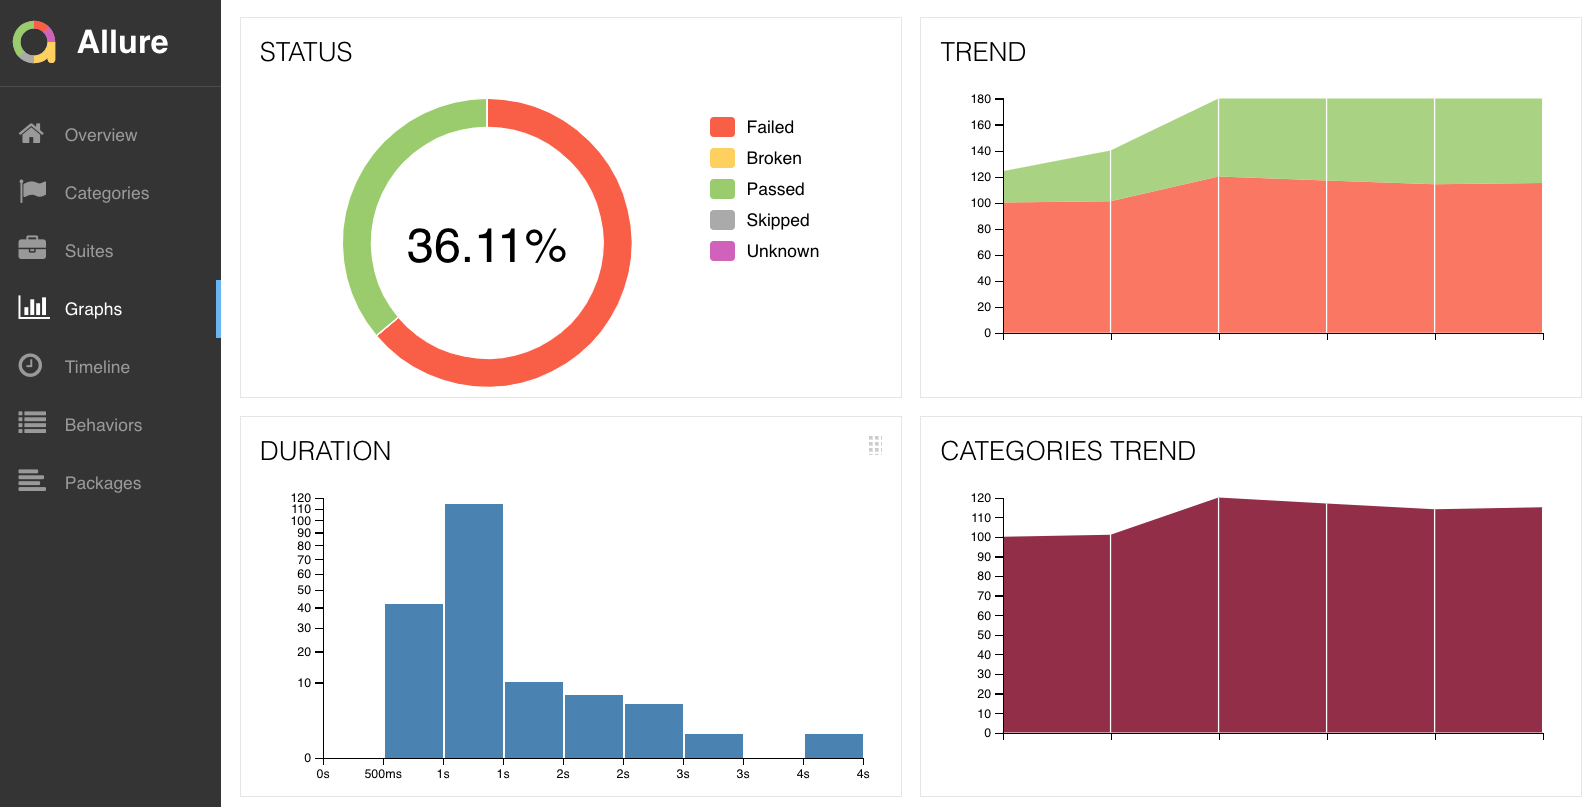 Allure
Overview
Categories
Suites
Graphs
Timeline
Behaviors
Packages
STATUS
36.11%
Failed
Broken
Passed
Skipped
Unknown
TREND
180
160
140
120
100
80
60
40
20
0
DURATION
120
110
100
90
80
70
60
50
40
30
20
10
0
0s 500ms 1s 1s 2s 2s 3s 3s 4s 4s
CATEGORIES TREND
120
110
100
90
80
70
60
50
40
30
20
10
0